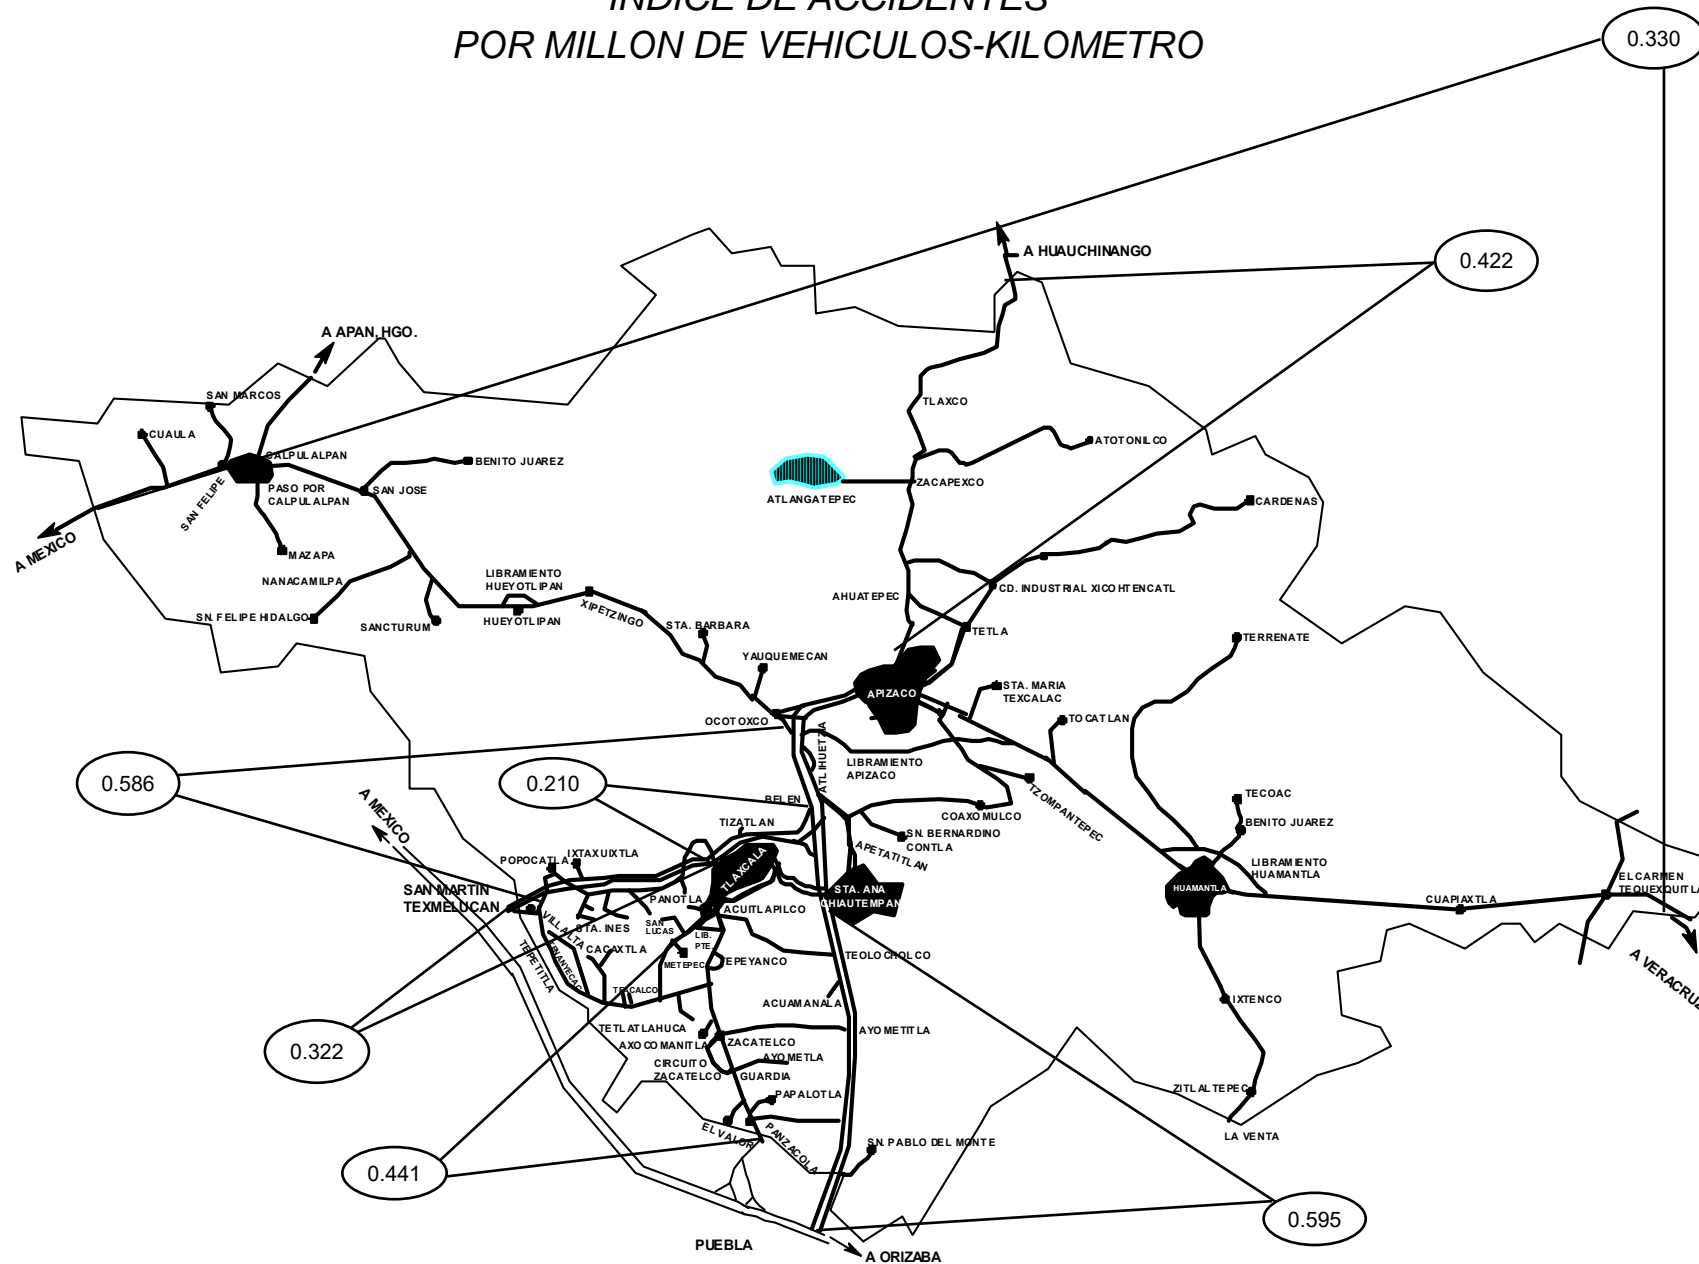 INDICE DE ACCIDENTES
POR MILLON DE VEHICULOS-KILOMETRO
0.330
A HUAUCHINANGO
0.422
A APAN, HGO.
SAN MARCOS
CUAULA
CALPULALPAN
BENITO JUAREZ
SAN FELIPE
PASO POR
CALPULALPAN
SAN JOSE
A MEXICO
MAZAPA
NANACAMILPA
SN. FELIPE HIDALGO
SANCTURUM
LIBRAMIENTO
HUEYOTLIPAN
HUEYOTLIPAN
XIPETZINGO
STA. BARBARA
YAUQUEMECAN
OCOTOXCO
TLAXCO
ATOTONILCO
ATLANGATEPEC
ZACAPEXCO
CARDENAS
AHUATEPEC
CD. INDUSTRIAL XICOHTENCATL
TETLA
TERRENATE
APIZACO
STA. MARIA
TEXCALAC
TOCATLAN
ATLIHUETZIA
LIBRAMIENTO
APIZACO
TZOMPANTEPEC
COAXOMULCO
SN. BERNARDINO
CONTLA
APETATITLAN
TECOAC
BENITO JUAREZ
LIBRAMIENTO
HUAMANTLA
HUAMANTLA
CUAPIAXTLA
EL CARMEN
TEQUEXQUITLA
A VERACRUZ
0.586
0.210
BELEN
TIZATLAN
A MEXICO
POPOCATLA
IXTAXUIXTLA
SAN MARTIN
TEXMELUCAN
TLAXCALA
STA. ANA
CHIAUTEMPAN
PANOTLA
ACUITLAPILCO
VILLALTA
STA. INES
SAN
LUCAS
LIB.
PTE.
TEPETITLA
CACAXTLA
METEPEC
TEPEYANCO
TEOLOCHOLCO
TEACALCO
ACUAMANALA
TETLATLAHUCA
AXOCOMANITLA
ZACATELCO
AYOMETITLA
CIRCUITO
ZACATELCO
AYOMETLA
GUARDIA
PAPALOTLA
EL VALOR
PANZACOLA
SN. PABLO DEL MONTE
IXTENCO
ZITLALTEPEC
LA VENTA
0.322
0.441
0.595
PUEBLA
A ORIZABA